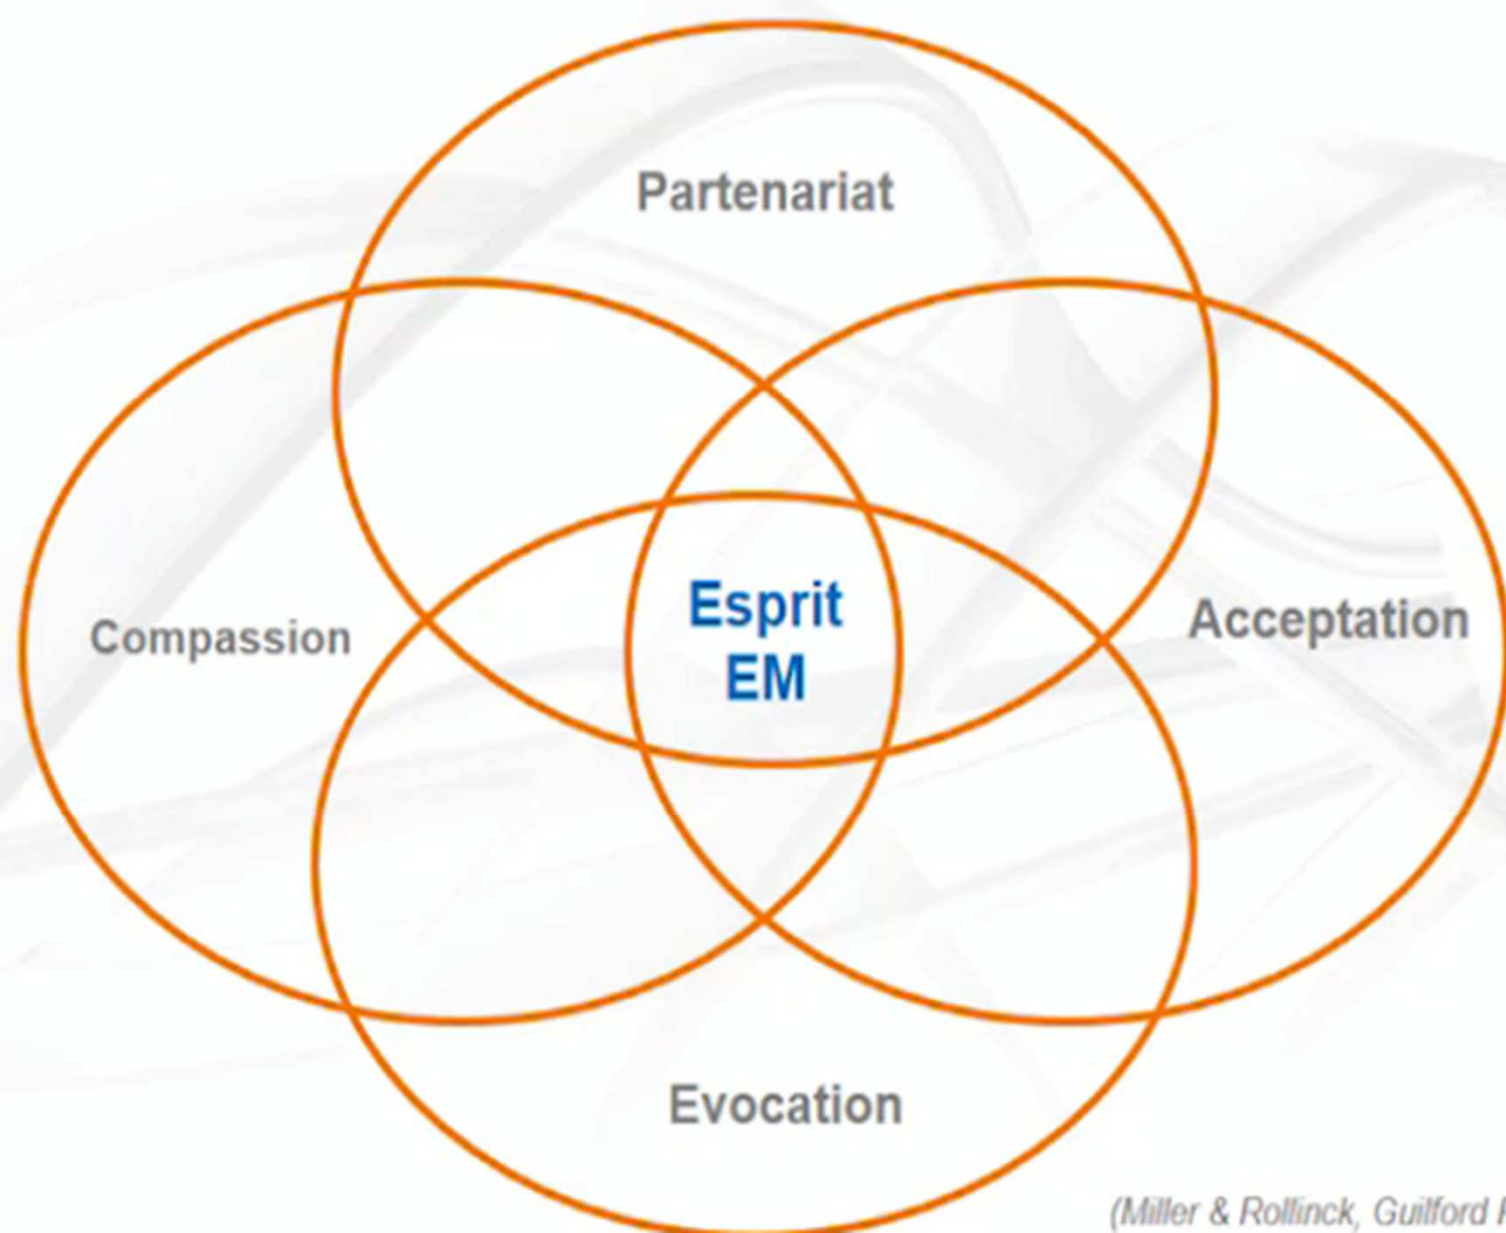 Partenariat
Compassion
Esprit
EM
Acceptation
Evocation
(Miller & Rollinck, Guilford